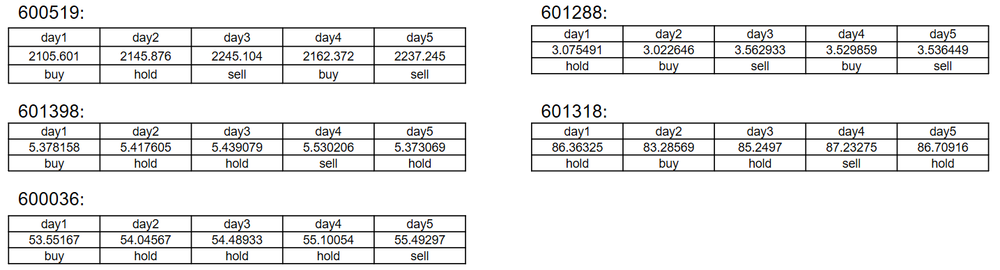 600519:
day1 day2 day3 day4 day5
2105.601 2145.876 2245.104 2162.372 2237.245
buy hold sell buy sell
601288:
day1 day2 day3 day4 day5
3.075491 3.022646 3.562933 3.529859 3.536449
hold buy sell buy sell
601398:
day1 day2 day3 day4 day5
5.378158 5.417605 5.439079 5.530206 5.373069
buy hold hold sell hold
601318:
day1 day2 day3 day4 day5
86.36325 83.28569 85.2497 87.23275 86.70916
hold buy hold sell hold
600036:
day1 day2 day3 day4 day5
53.55167 54.04567 54.48933 55.10054 55.49297
buy hold hold hold sell